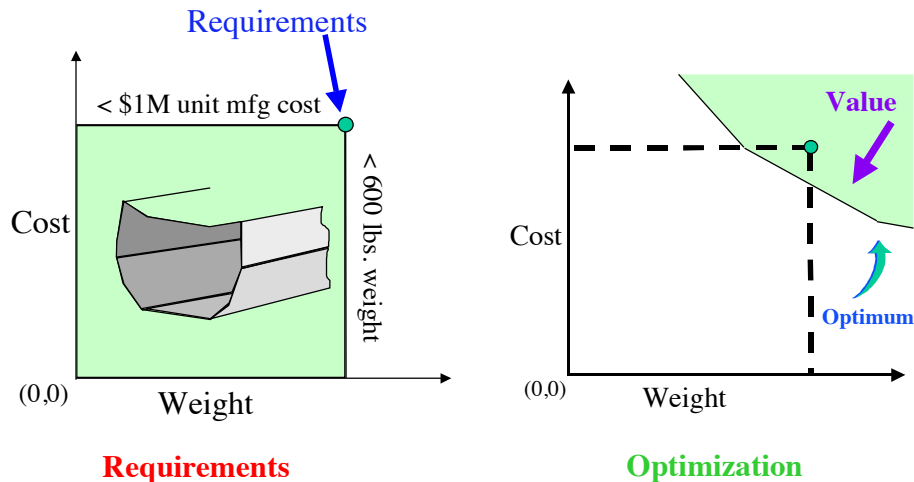 Requirements
< $1M unit mfg cost
< 600 lbs. weight
Cost
(0,0)
Weight
Requirements
Value
Cost
Optimum
(0,0)
Weight
Optimization